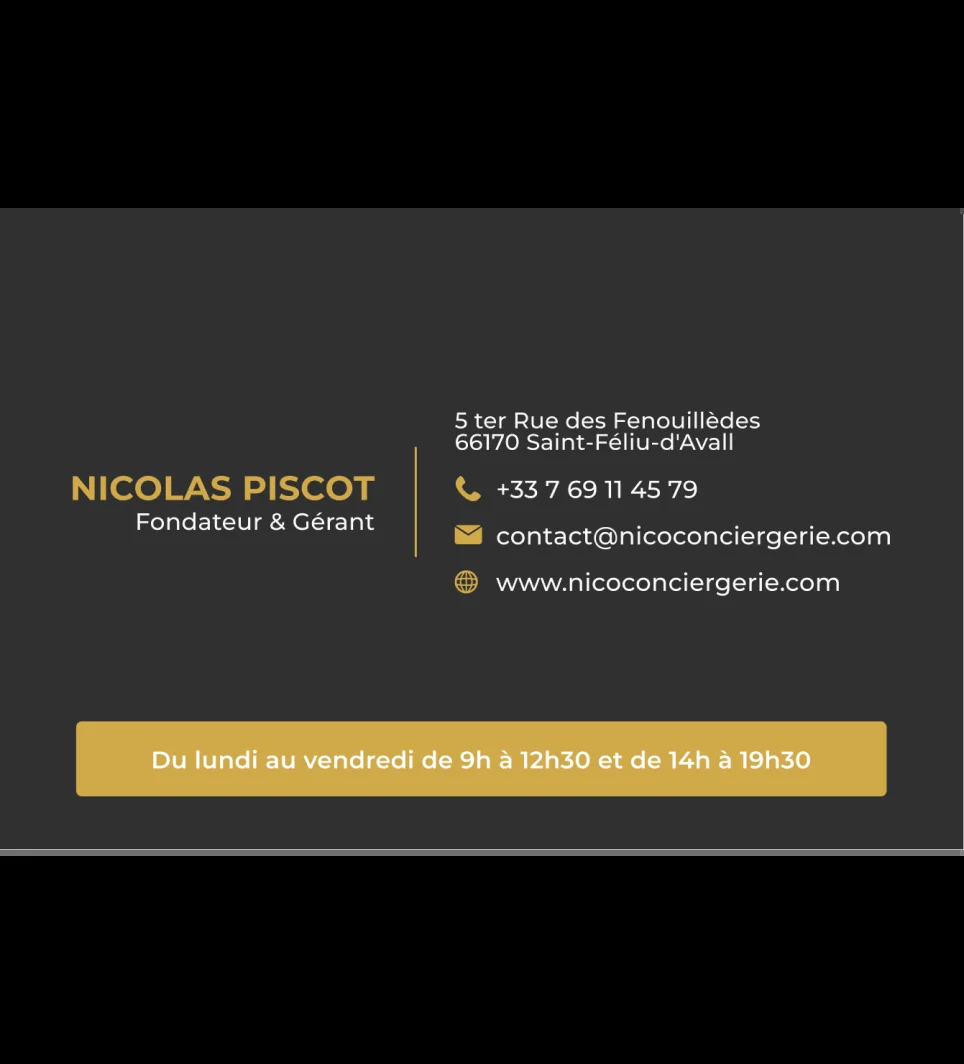 NICOLAS PISCOT
Fondateur & Gérant
5 ter Rue des Fenouillèdes
66170 Saint-Féliu-d'Avall
+33 7 69 11 45 79
contact@nicoconciergerie.com
www.nicoconciergerie.com
Du lundi au vendredi de 9h à 12h30 et de 14h à 19h30